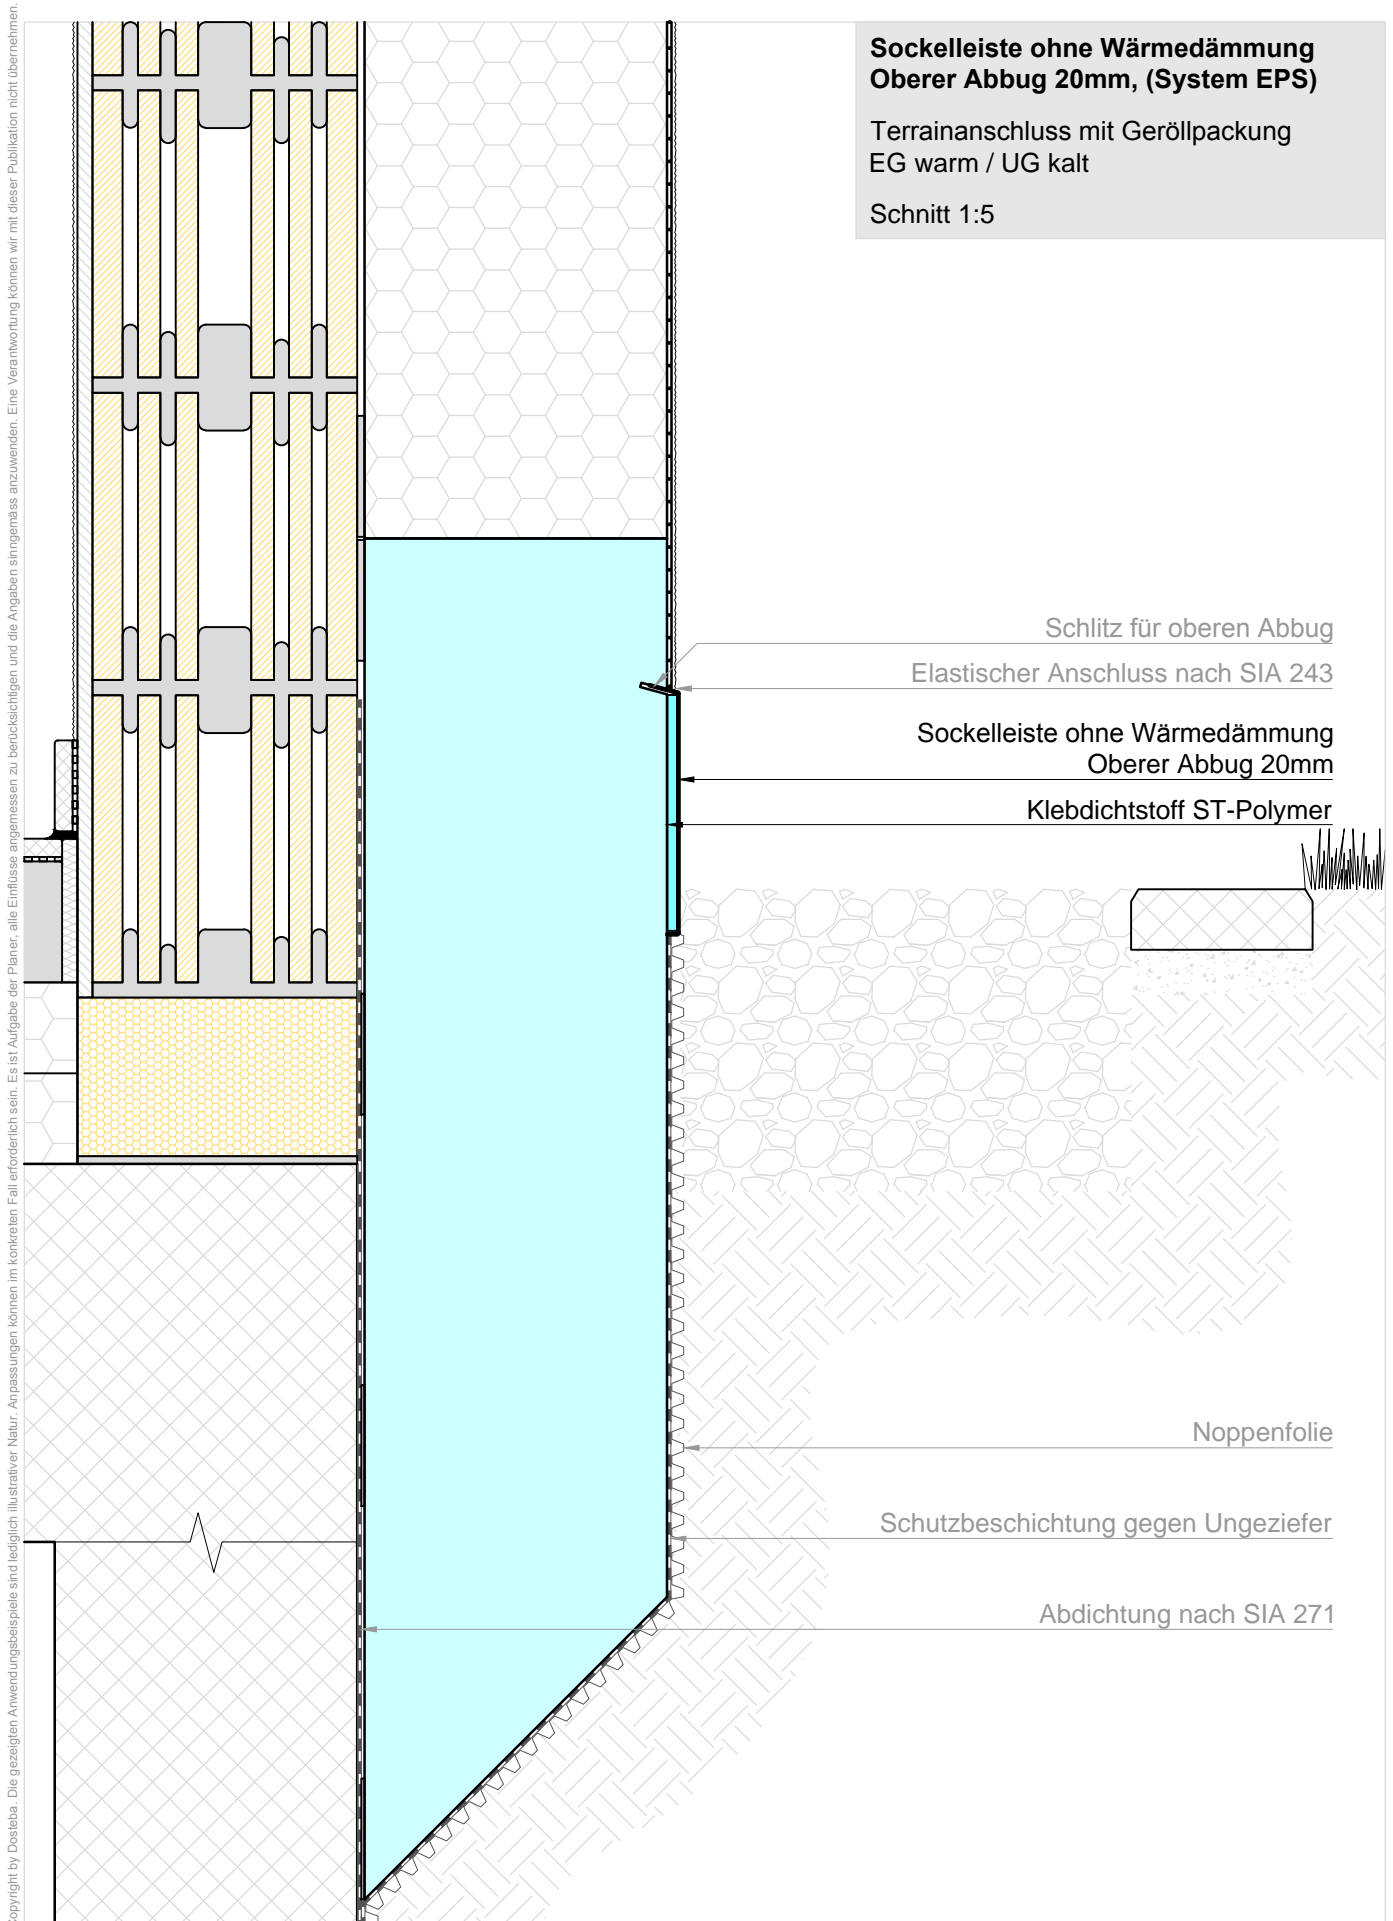 Sockelleiste ohne Wärmedämmung
Oberer Abbug 20mm, (System EPS)
Terrainanschluss mit Geröllpackung
EG warm / UG kalt
Schnitt 1:5
Schlitz für oberen Abbug
Elastischer Anschluss nach SIA 243
Sockelleiste ohne Wärmedämmung
Oberer Abbug 20mm
Klebdichtstoff ST-Polymer
Noppenfolie
Schutzbeschichtung gegen Ungeziefer
Abdichtung nach SIA 271
Copyright by Dosteba. Die gezeigten Anwendungsbeispiele sind lediglich illustrativer Natur. Anpassungen können im konkreten Fall erforderlich sein. Es ist Aufgabe der Planer, alle Einflüsse angemessen zu berücksichtigen und die Angaben sinngemäss anzuwenden. Eine Verantwortung können wir mit dieser Publikation nicht übernehmen.